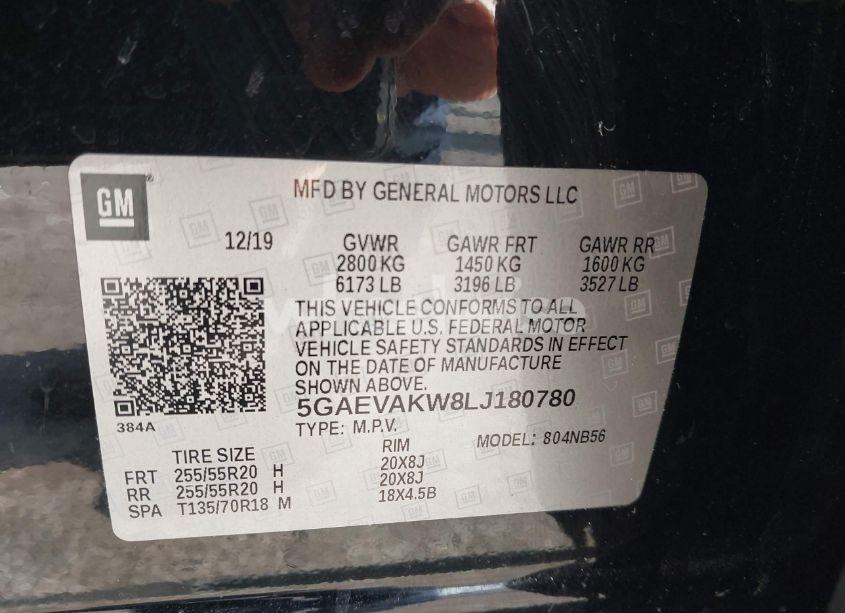 GM
MFD BY GENERAL MOTORS LLC
12/19 GVWR GAWR FRT GAWR RR
2800 KG 1450 KG 1600 KG
6173 LB 3196 LB 3527 LB
THIS VEHICLE CONFORMS TO ALL
APPLICABLE U.S. FEDERAL MOTOR
VEHICLE SAFETY STANDARDS IN EFFECT
ON THE DATE OF MANUFACTURE
SHOWN ABOVE.
5GAEVAKW8LJ180780
384A
TYPE: M.P.V. MODEL: 804NB56
TIRE SIZE RIM
FRT 255/55R20 H 20X8J
RR 255/55R20 H 20X8J
SPA T135/70R18 M 18X4.5B